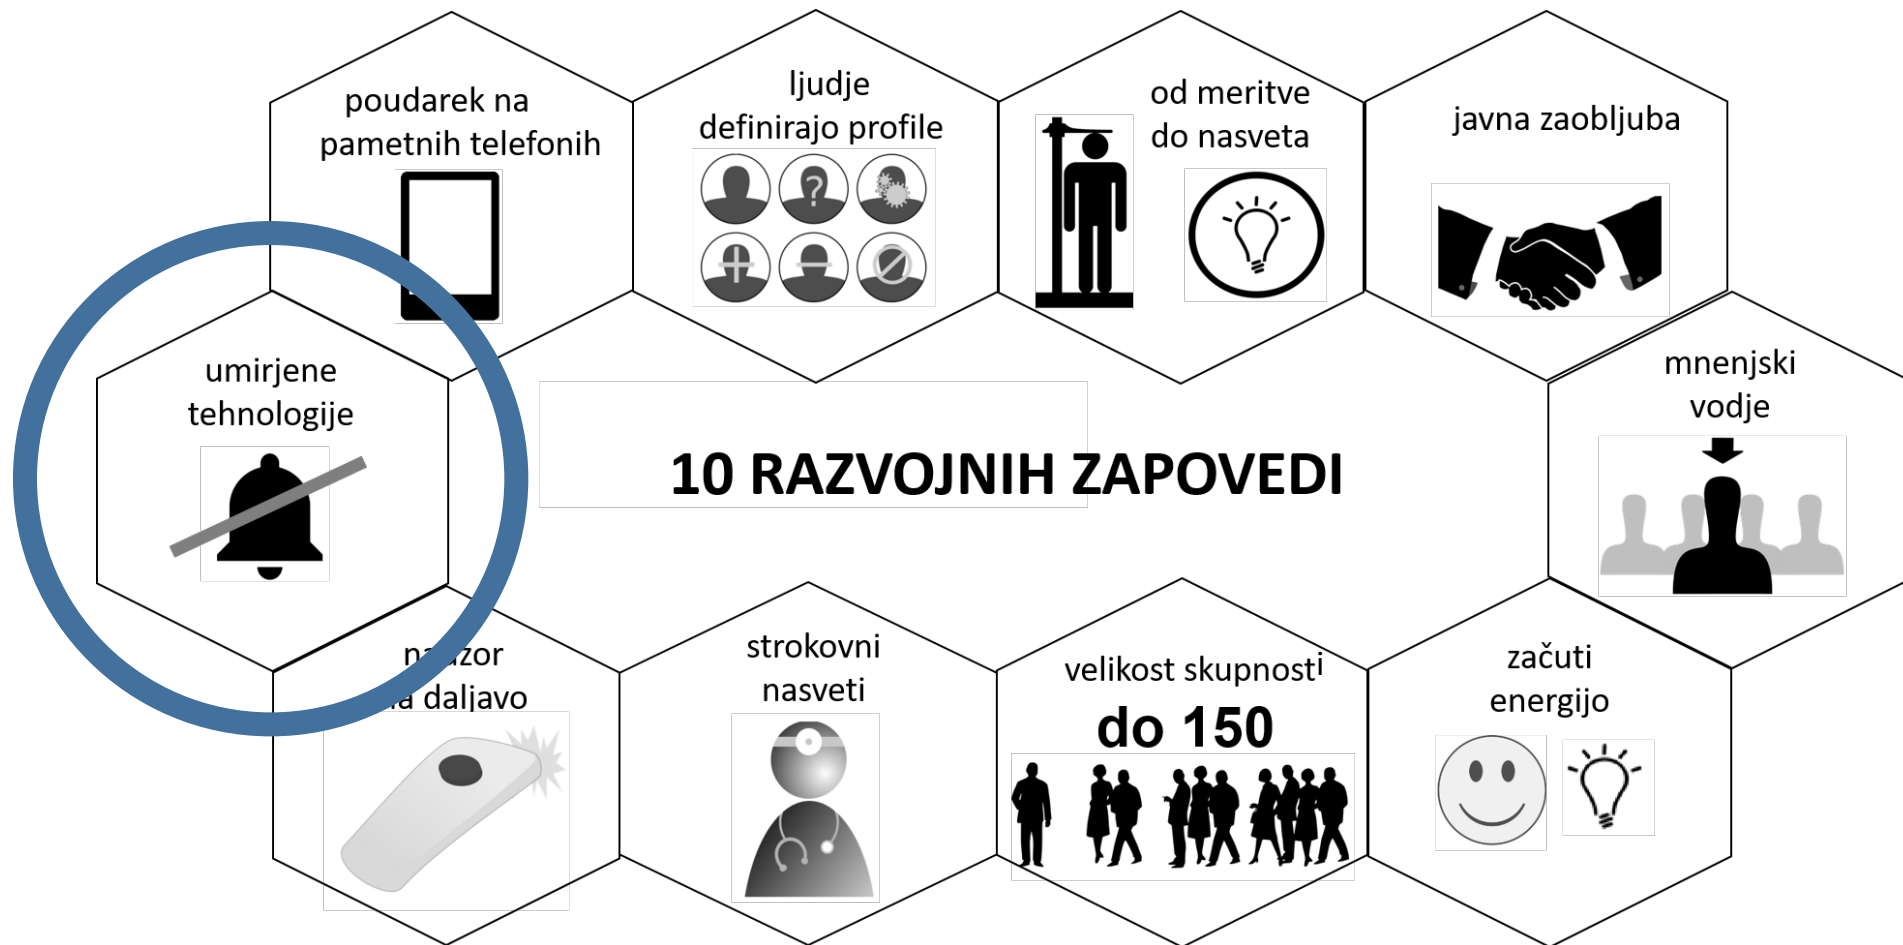 poudarek na
pametnih telefonih
ljudje
definirajo profile
od meritve
do nasveta
javna zaobljuba
umirjene
tehnologije
10 RAZVOJNIH ZAPOVEDI
mnenjski
vodje
daljavo
strokovni
nasveti
velikost skupnosti
do 150
začuti
energijo